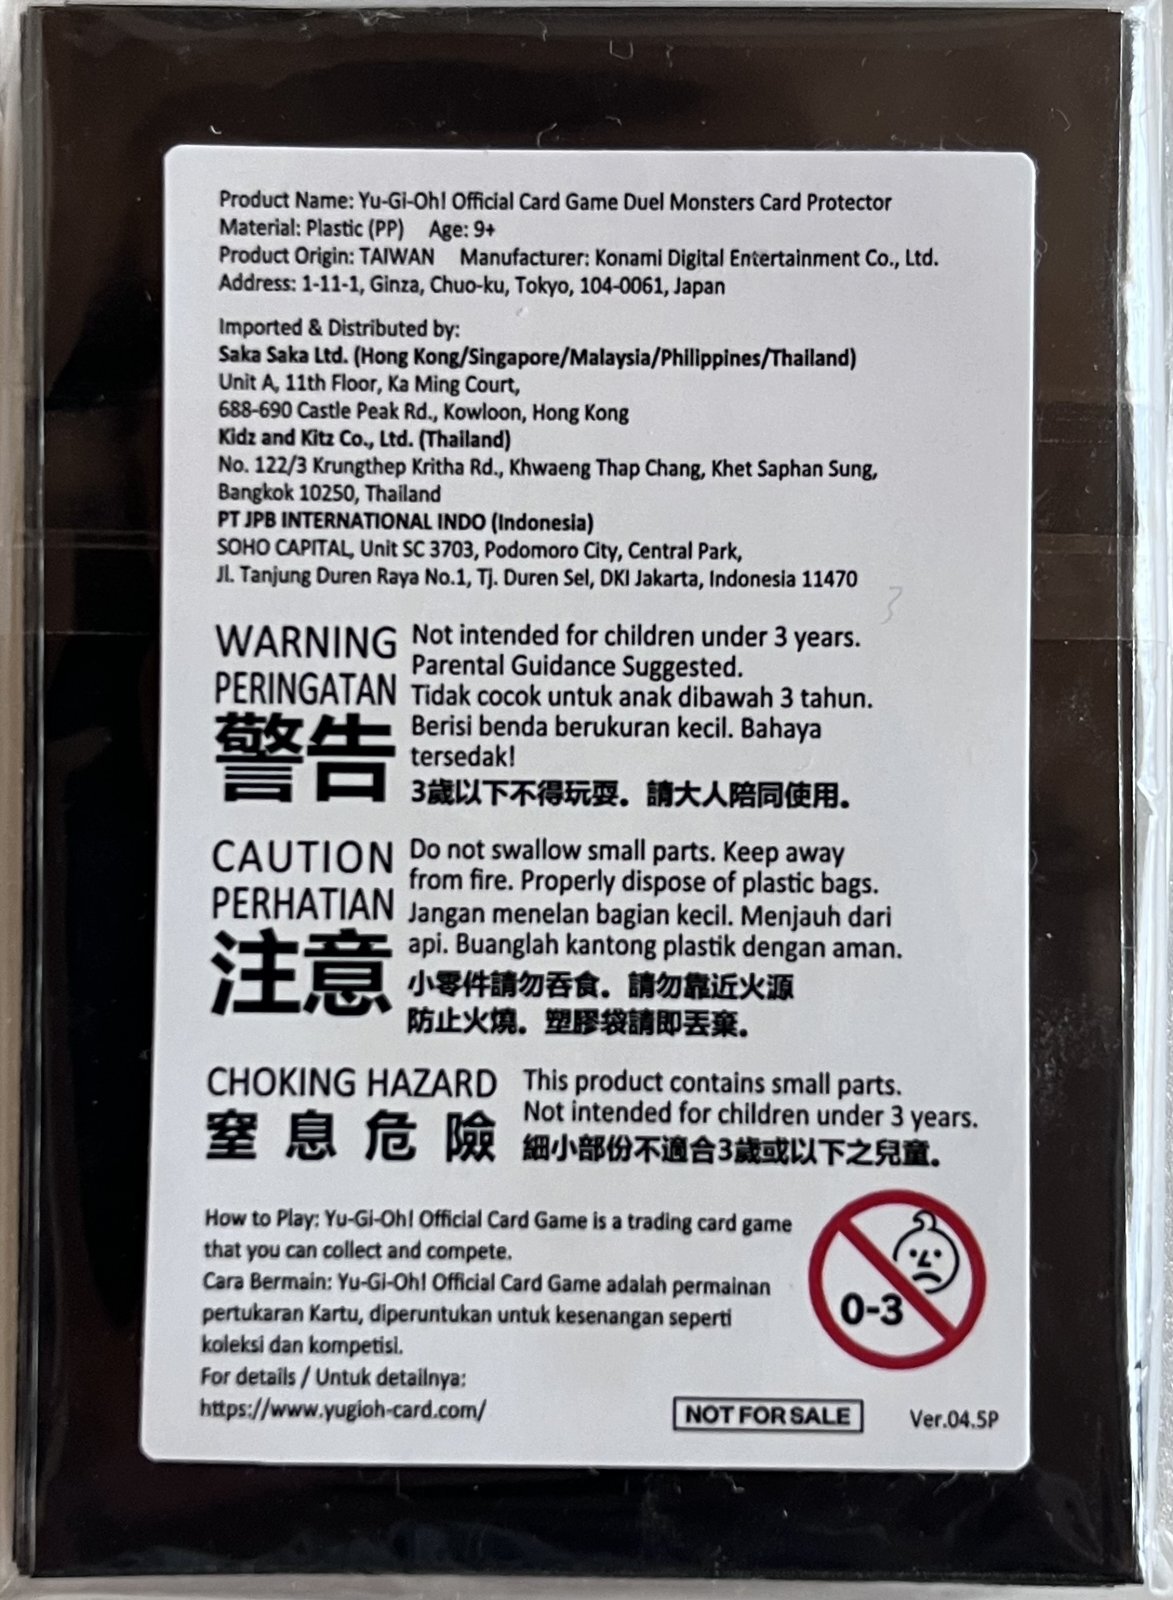 Product Name: Yu-Gi-Oh! Official Card Game Duel Monsters Card Protector
Material: Plastic (PP) Age: 9+
Product Origin: TAIWAN Manufacturer: Konami Digital Entertainment Co., Ltd.
Address: 1-11-1, Ginza, Chuo-ku, Tokyo, 104-0061, Japan
Imported & Distributed by:
Saka Saka Ltd. (Hong Kong/Singapore/Malaysia/Philippines/Thailand)
Unit A, 11th Floor, Ka Ming Court,
688-690 Castle Peak Rd., Kowloon, Hong Kong
Kidz and Kitz Co., Ltd. (Thailand)
No. 122/3 Krungthep Kritha Rd., Khwaeng Thap Chang, Khet Saphan Sung,
Bangkok 10250, Thailand
PT JPB INTERNATIONAL INDO (Indonesia)
SOHO CAPITAL, Unit SC 3703, Podomoro City, Central Park,
Jl. Tanjung Duren Raya No.1, Tj. Duren Sel, DKI Jakarta, Indonesia 11470
WARNING
PERINGATAN
警告
Not intended for children under 3 years.
Parental Guidance Suggested.
Tidak cocok untuk anak dibawah 3 tahun.
Berisi benda berukuran kecil. Bahaya
tersedak!
3歲以下不得玩耍。請大人陪同使用。
CAUTION
PERHATIAN
注意
Do not swallow small parts. Keep away
from fire. Properly dispose of plastic bags.
Jangan menelan bagian kecil. Menjauh dari
api. Buanglah kantong plastik dengan aman.
小零件請勿吞食。請勿靠近火源
防止火燒。塑膠袋請即丟棄。
CHOKING HAZARD
窒息危險
This product contains small parts.
Not intended for children under 3 years.
細小部份不適合3歲或以下之兒童。
How to Play: Yu-Gi-Oh! Official Card Game is a trading card game
that you can collect and compete.
Cara Bermain: Yu-Gi-Oh! Official Card Game adalah permainan
pertukaran Kartu, diperuntukan untuk kesenangan seperti
koleksi dan kompetisi.
For details / Untuk detailnya:
https://www.yugioh-card.com/
0-3
NOT FOR SALE
Ver.04.5P